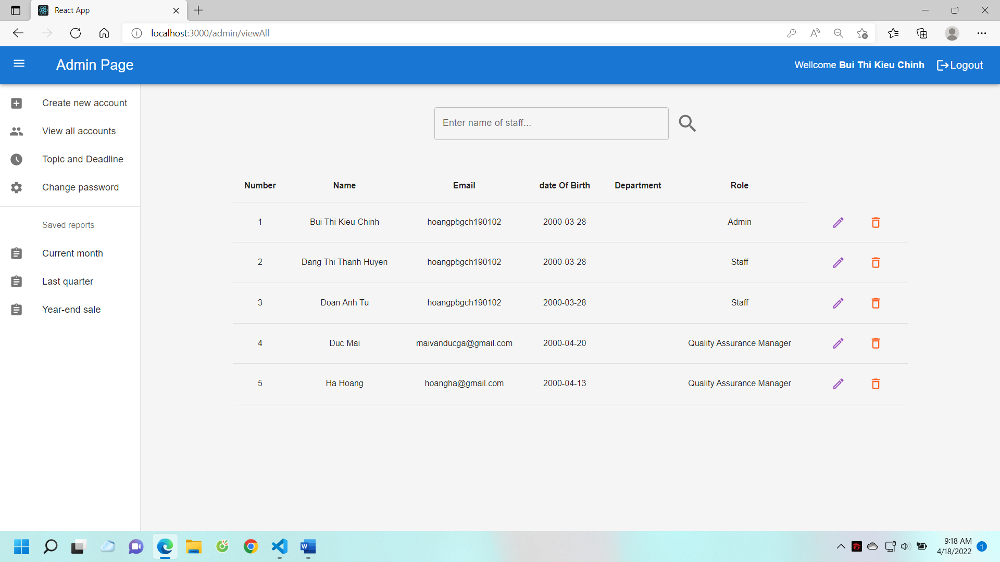 React App
localhost:3000/admin/viewAll
Admin Page
Wellcome Bui Thi Kieu Chinh
Logout
Create new account
View all accounts
Topic and Deadline
Change password
Saved reports
Current month
Last quarter
Year-end sale
Enter name of staff...
Number Name Email date Of Birth Department Role
1 Bui Thi Kieu Chinh hoangpbgch190102 2000-03-28 Admin
2 Dang Thi Thanh Huyen hoangpbgch190102 2000-03-28 Staff
3 Doan Anh Tu hoangpbgch190102 2000-03-28 Staff
4 Duc Mai maivanducga@gmail.com 2000-04-20 Quality Assurance Manager
5 Ha Hoang hoangha@gmail.com 2000-04-13 Quality Assurance Manager
9:18 AM
4/18/2022
1